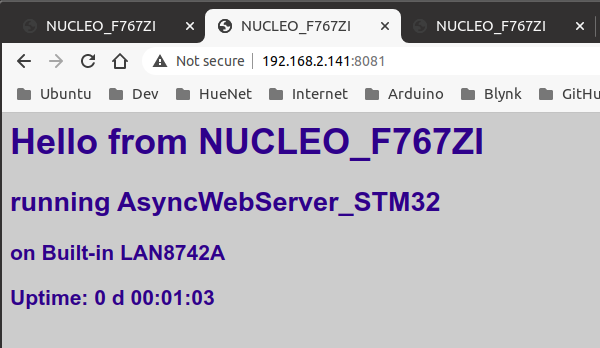 NUCLEO_F767ZI NUCLEO_F767ZI NUCLEO_F767ZI
Not secure 192.168.2.141:8081
Ubuntu Dev HueNet Internet Arduino Blynk GitHu
Hello from NUCLEO_F767ZI
running AsyncWebServer_STM32
on Built-in LAN8742A
Uptime: 0 d 00:01:03